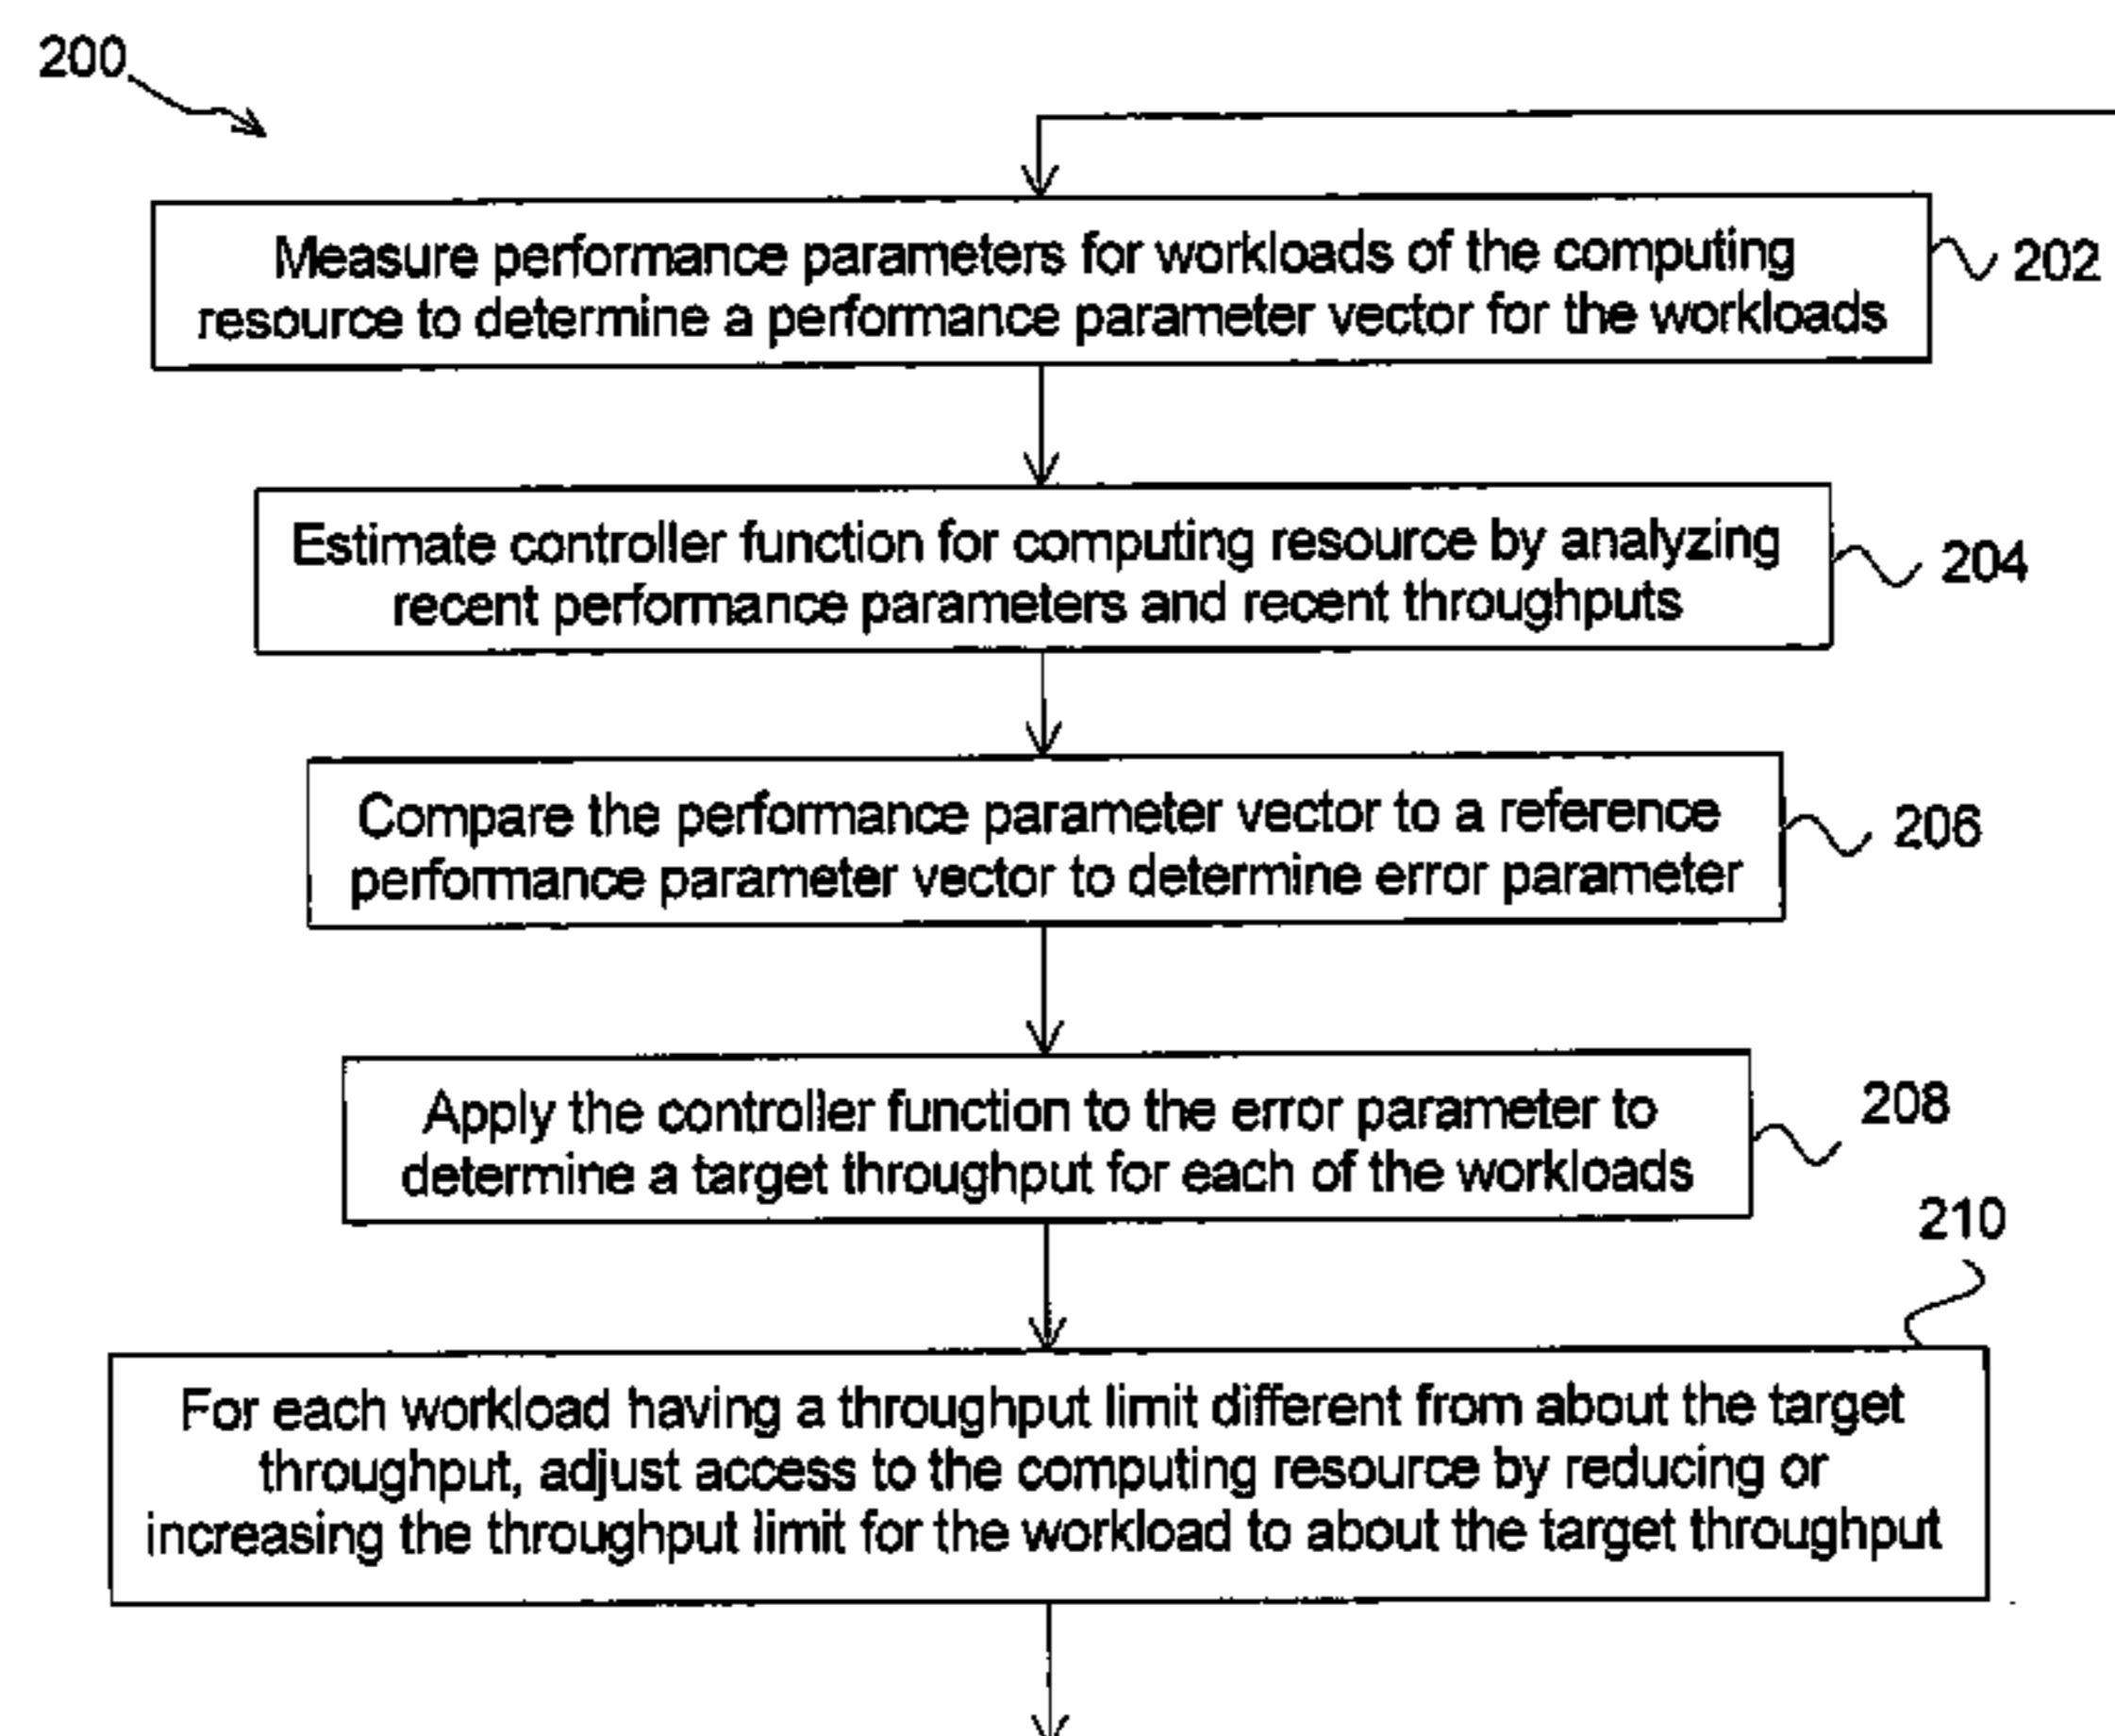 200
Measure performance parameters for workloads of the computing
resource to determine a performance parameter vector for the workloads
202
Estimate controller function for computing resource by analyzing
recent performance parameters and recent throughputs
204
Compare the performance parameter vector to a reference
performance parameter vector to determine error parameter
206
Apply the controller function to the error parameter to
determine a target throughput for each of the workloads
208
210
For each workload having a throughput limit different from about the target
throughput, adjust access to the computing resource by reducing or
increasing the throughput limit for the workload to about the target throughput